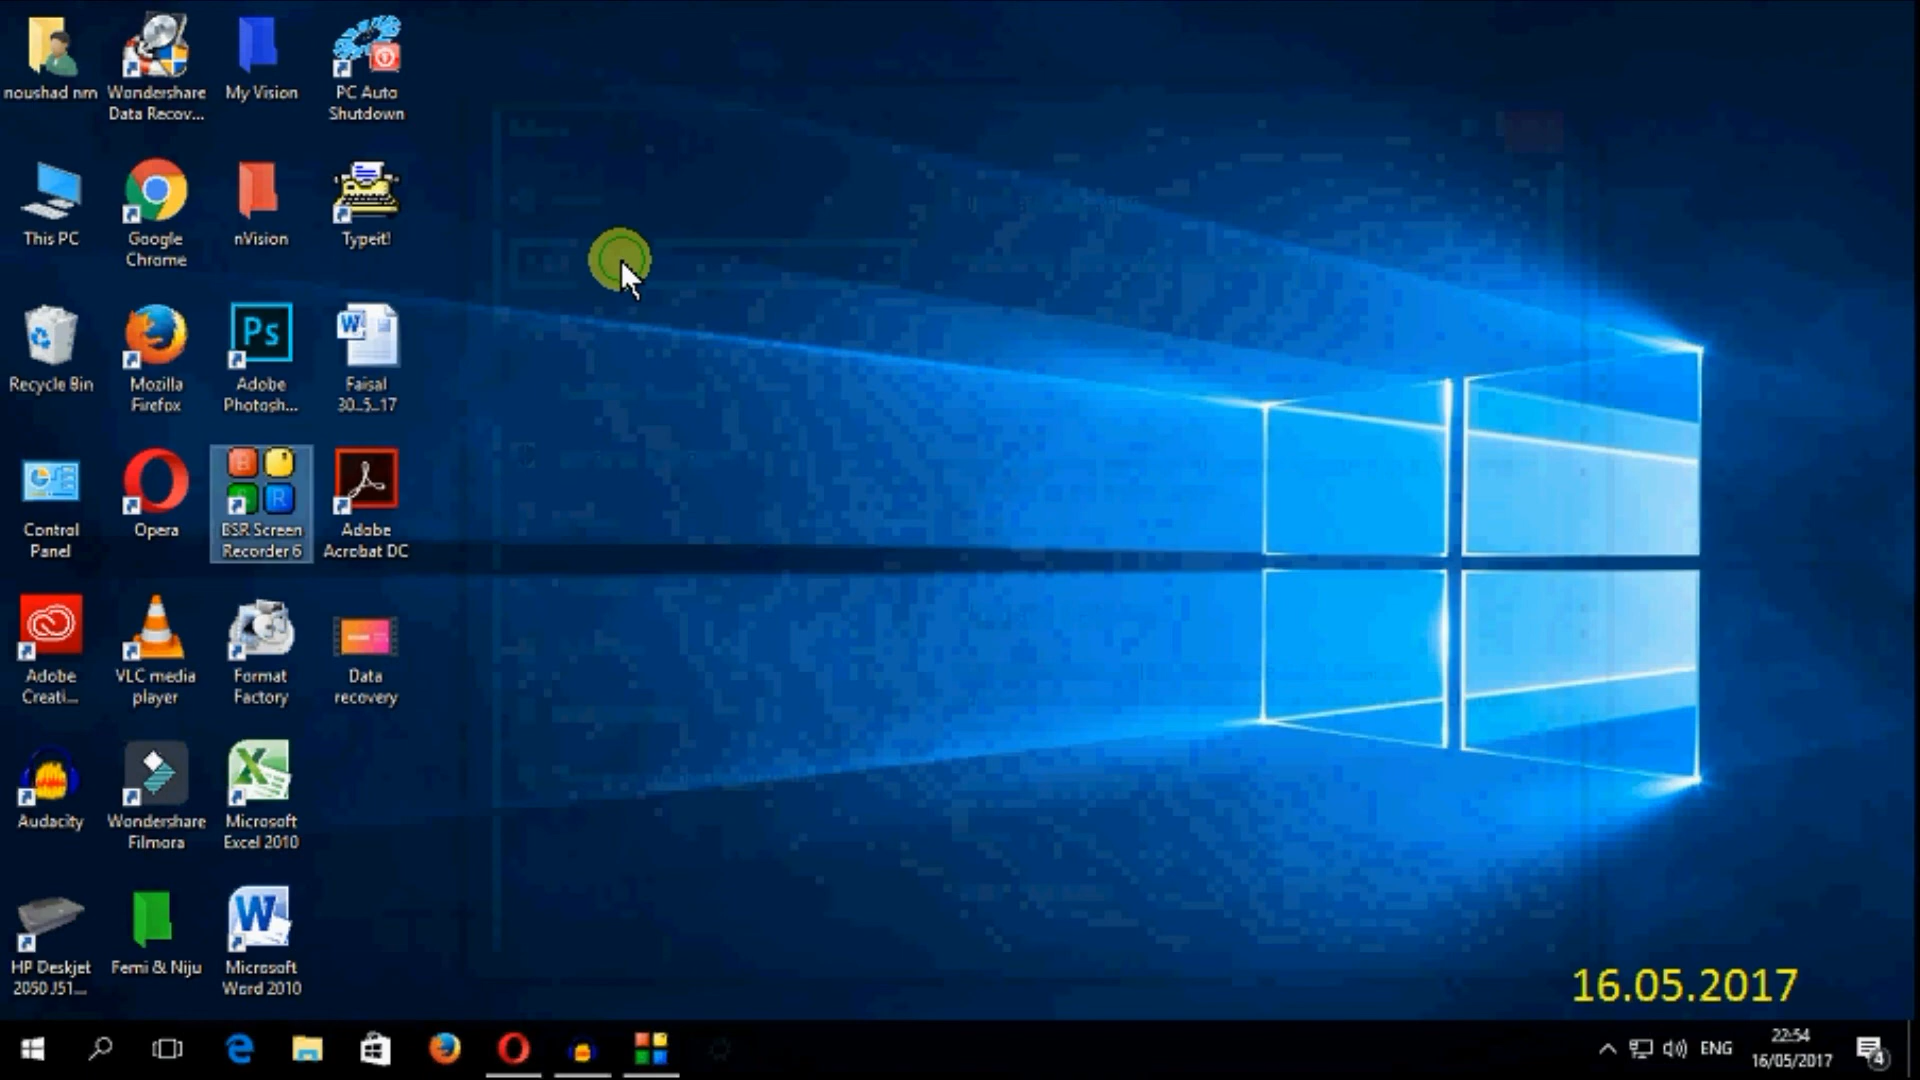 noushad nm
Wondershare
Data Recov...
My Vision
PC Auto
Shutdown
This PC
Google
Chrome
nVision
Typeit!
Recycle Bin
Mozilla
Firefox
Ps
Adobe
Photosh...
W
Faisal
30..5..17
Control
Panel
Opera
B
S
R
BSR Screen
Recorder 6
Adobe
Acrobat DC
Adobe
Creati...
VLC media
player
Format
Factory
Data
recovery
Audacity
Wondershare
Filmora
Microsoft
Excel 2010
HP Deskjet
2050 J51...
Femi & Niju
W
Microsoft
Word 2010
16.05.2017
ENG
22:54
16/05/2017
4